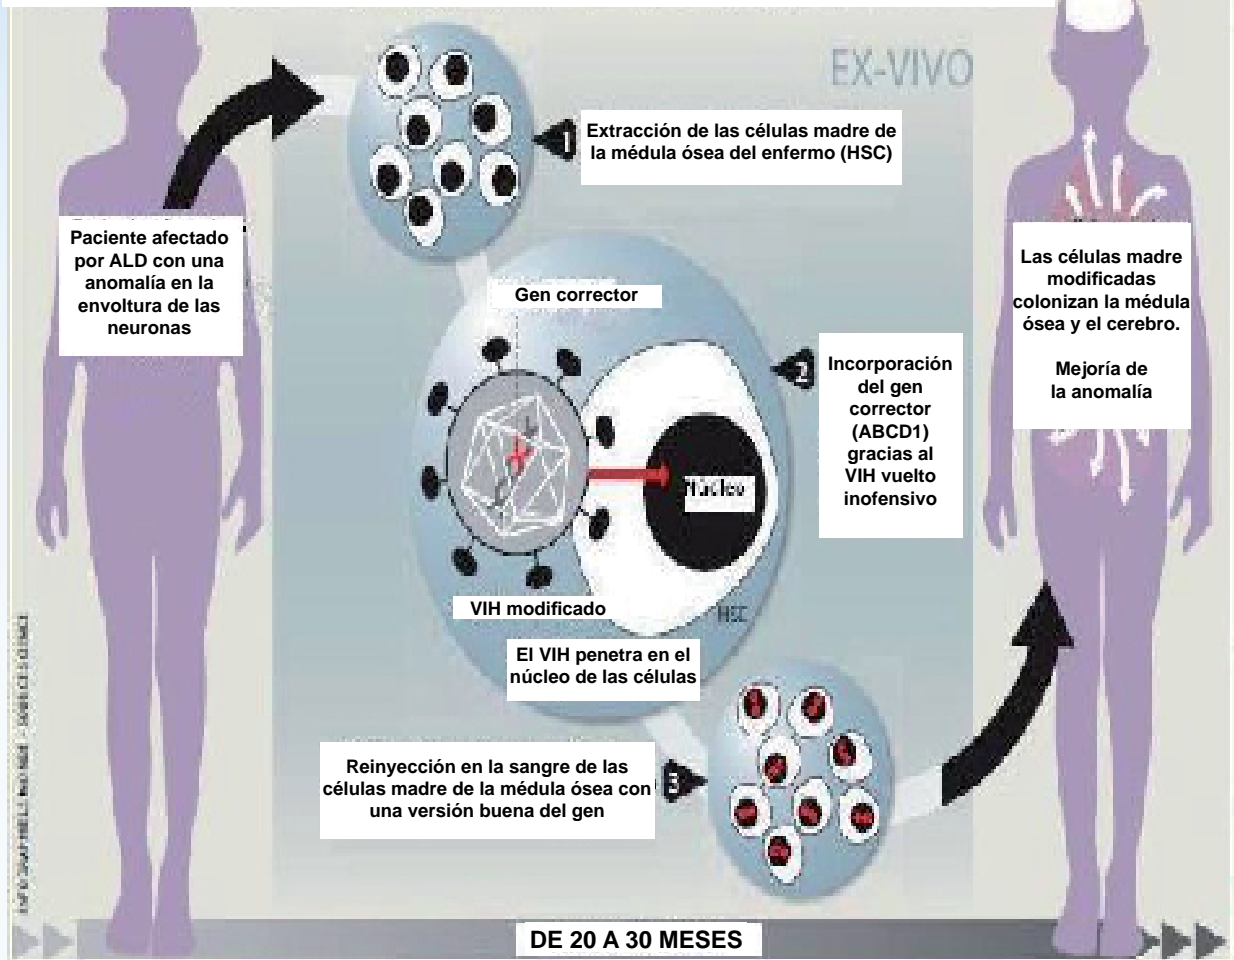 EX-VIVO
1
Extracción de las células madre de
la médula ósea del enfermo (HSC)
Paciente afectado
por ALD con una
anomalía en la
envoltura de las
neuronas
Gen corrector
2
Incorporación
del gen
corrector
(ABCD1)
gracias al
VIH vuelto
inofensivo
Núcleo
VIH modificado
HSC
El VIH penetra en el
núcleo de las células
3
Reinyección en la sangre de las
células madre de la médula ósea con
una versión buena del gen
Las células madre
modificadas
colonizan la médula
ósea y el cerebro.
Mejoría de
la anomalía
DE 20 A 30 MESES